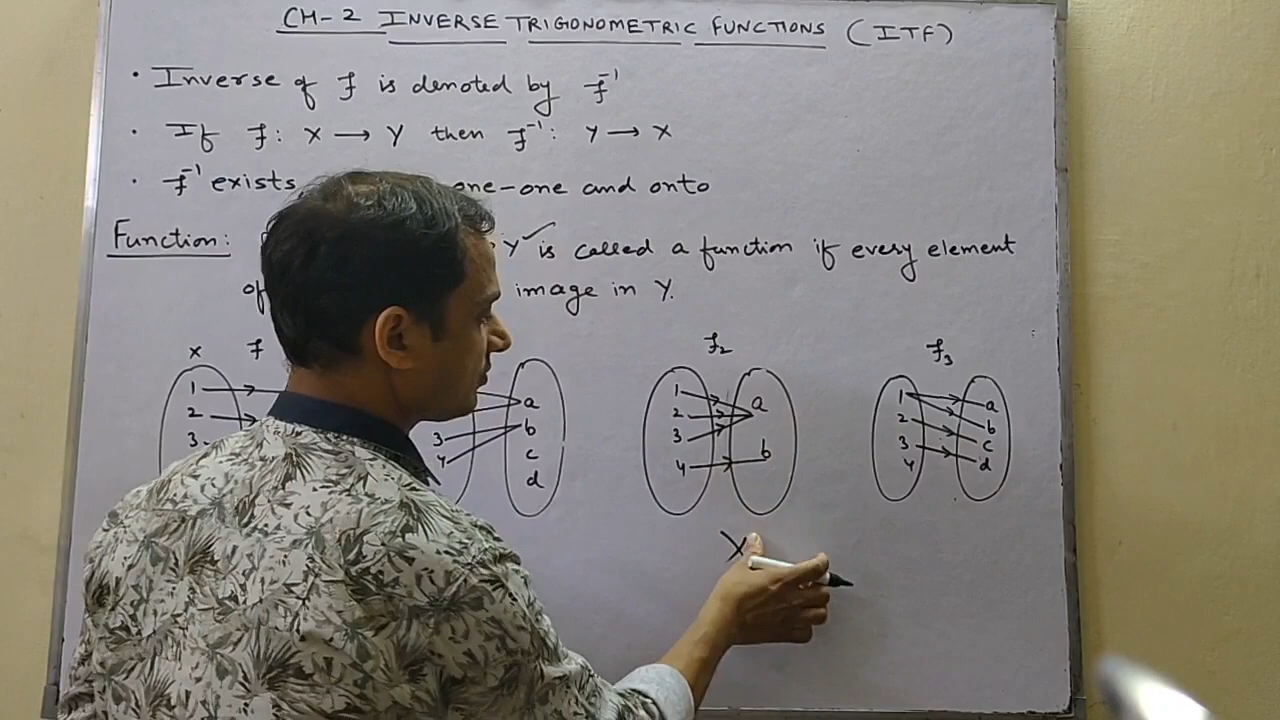 CH-2 INVERSE TRIGONOMETRIC FUNCTIONS (ITF)
• Inverse of f is denoted by f⁻¹
• If f: X → Y then f⁻¹: Y → X
• f⁻¹ exists, one-one and onto
Function: Y ✓ is called a function if every element
of image in Y.
X f f₂ f₃
1 a 1 a 1 a
2 b 2 b 2 b
3 3 c 3 3 c
4 d 4 4 d
X